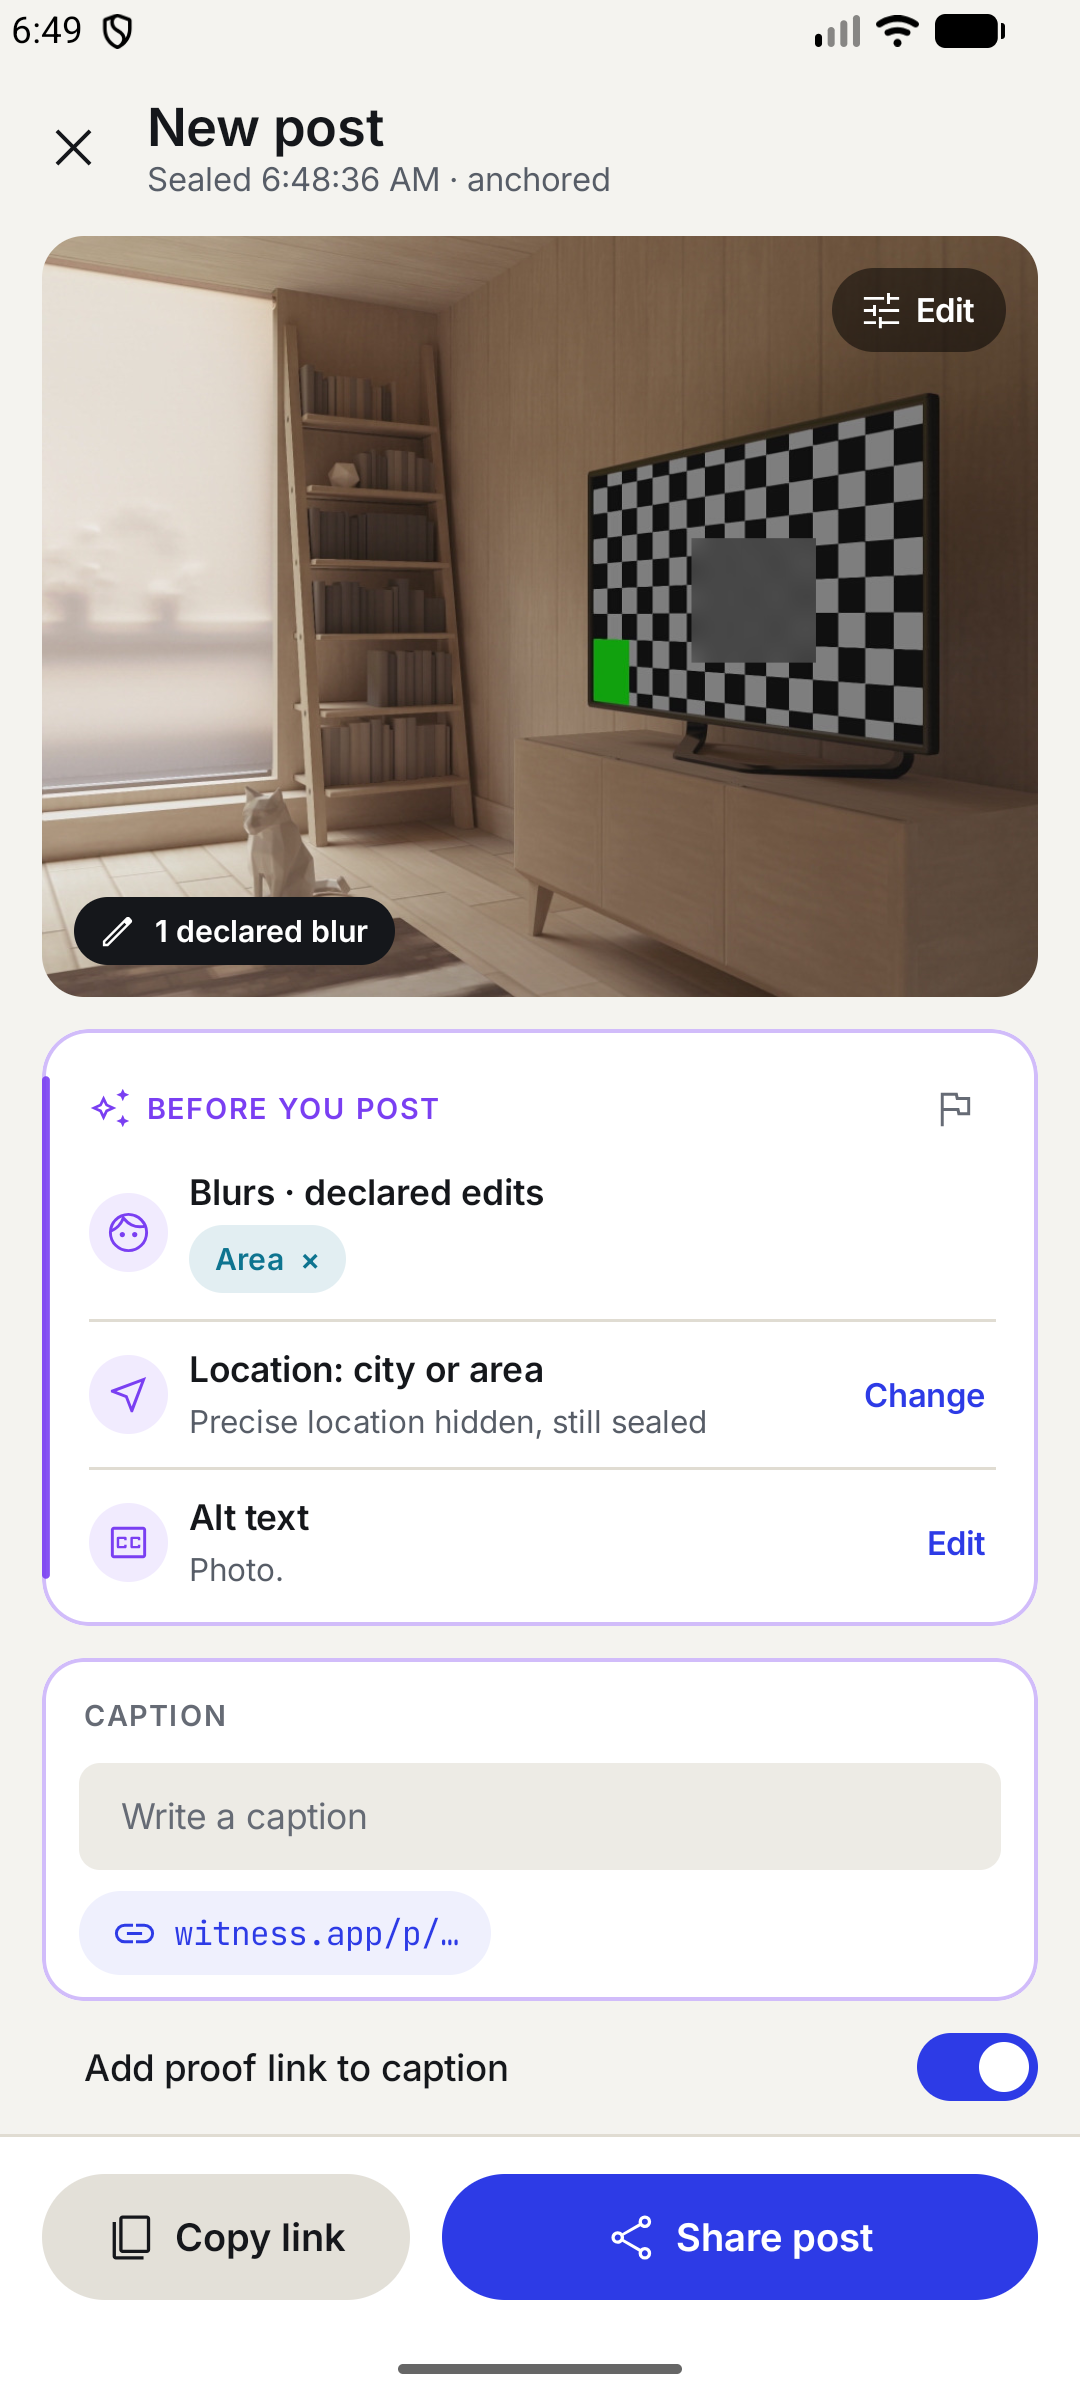 6:49
New post
Sealed 6:48:36 AM · anchored
Edit
1 declared blur
BEFORE YOU POST
Blurs · declared edits
Area ×
Location: city or area
Change
Precise location hidden, still sealed
Alt text
Edit
Photo.
CAPTION
Write a caption
witness.app/p/…
Add proof link to caption
Copy link
Share post